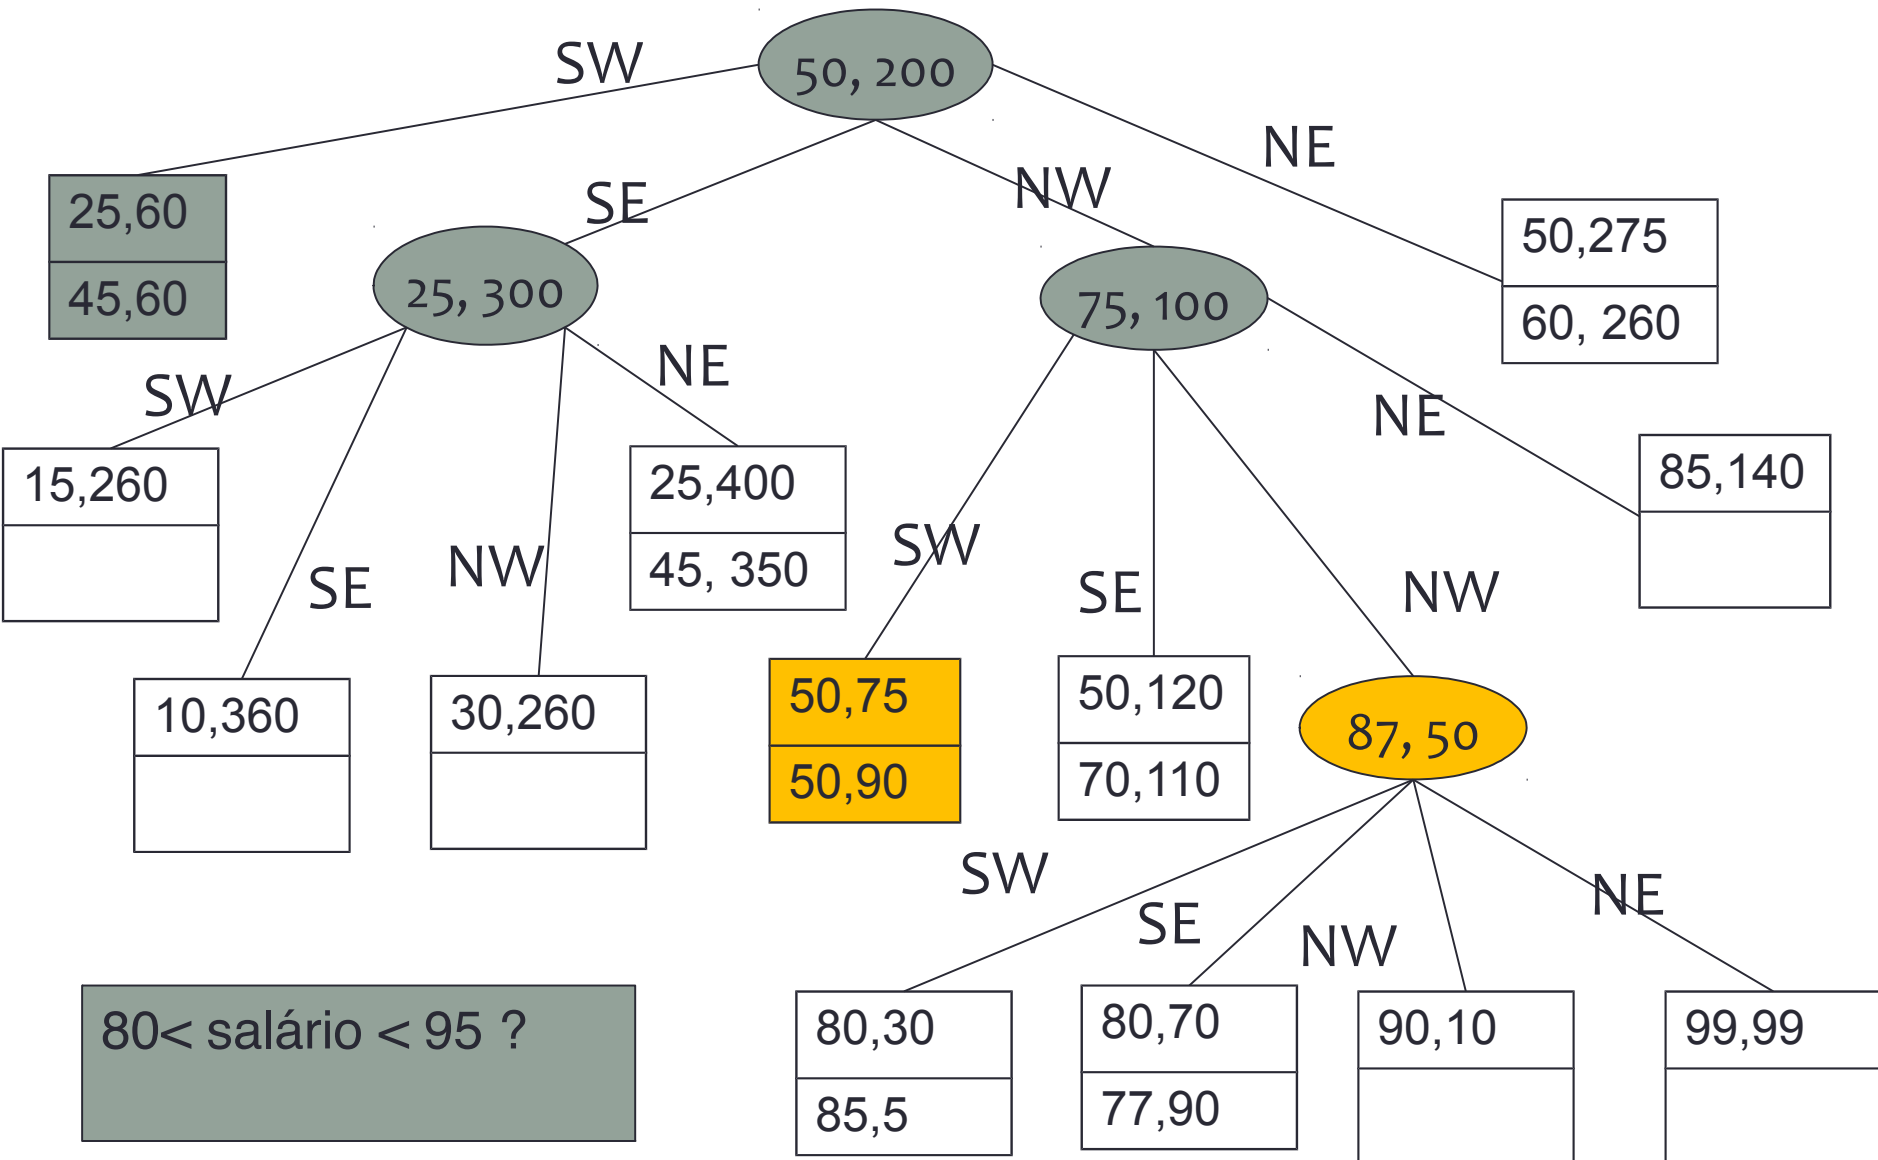 50, 200
SW
SE
NW
NE
25,60
45,60
25, 300
75, 100
50,275
60, 260
SW
SE
NW
NE
SW
SE
NW
NE
15,260
10,360
30,260
25,400
45, 350
50,75
50,90
50,120
70,110
87, 50
85,140
SW
SE
NW
NE
80,30
85,5
80,70
77,90
90,10
99,99
80< salário < 95 ?